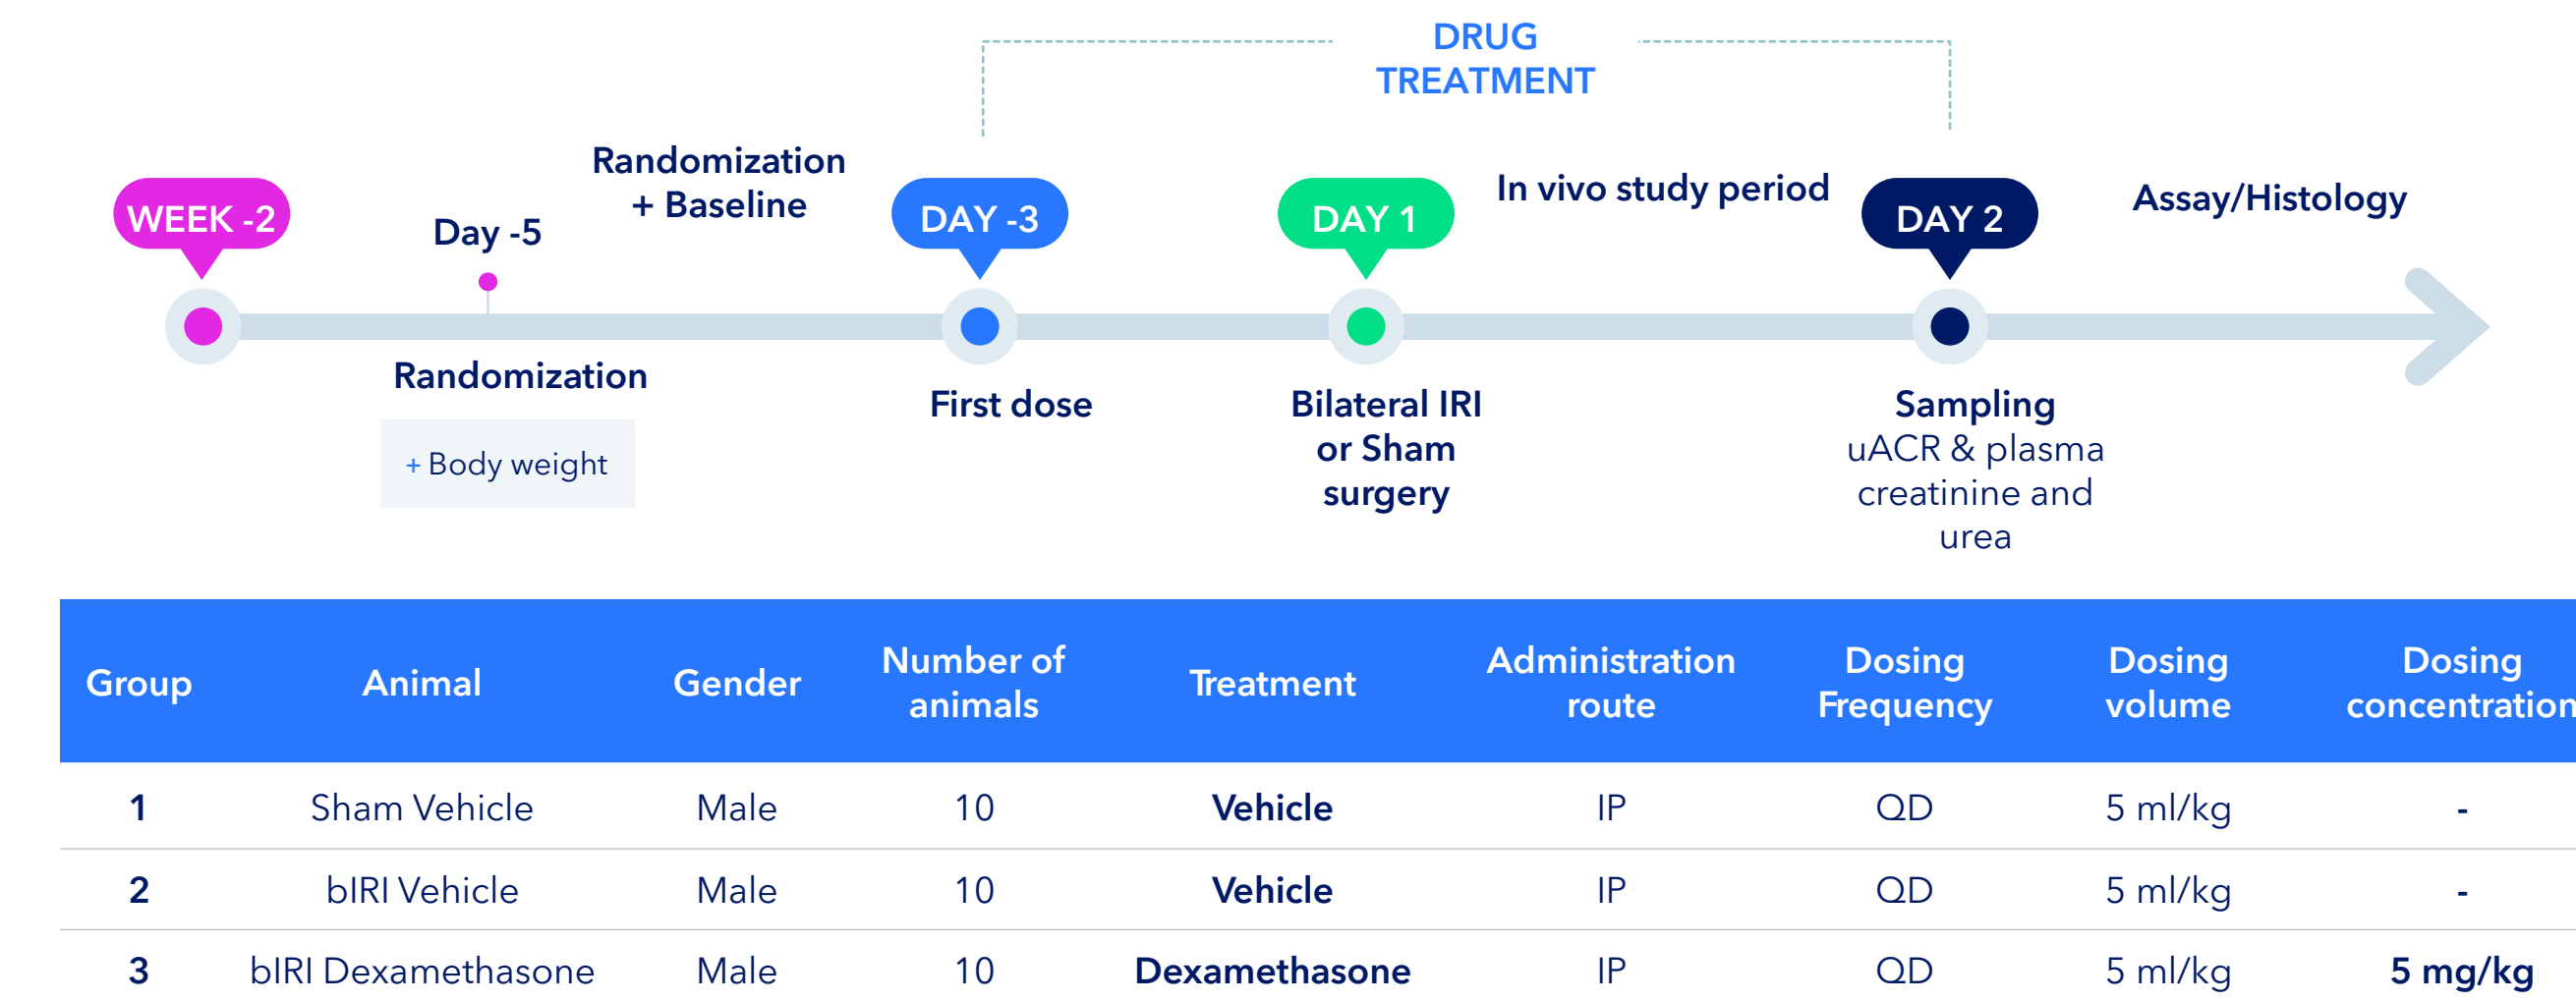 DRUG
TREATMENT
Randomization
+ Baseline
In vivo study period
Assay/Histology
WEEK -2
Day -5
DAY -3
DAY 1
DAY 2
Randomization
+ Body weight
First dose
Bilateral IRI
or Sham
surgery
Sampling
uACR & plasma
creatinine and
urea
Group Animal Gender Number of animals Treatment Administration route Dosing Frequency Dosing volume Dosing concentration
1 Sham Vehicle Male 10 Vehicle IP QD 5 ml/kg -
2 bIRI Vehicle Male 10 Vehicle IP QD 5 ml/kg -
3 bIRI Dexamethasone Male 10 Dexamethasone IP QD 5 ml/kg 5 mg/kg